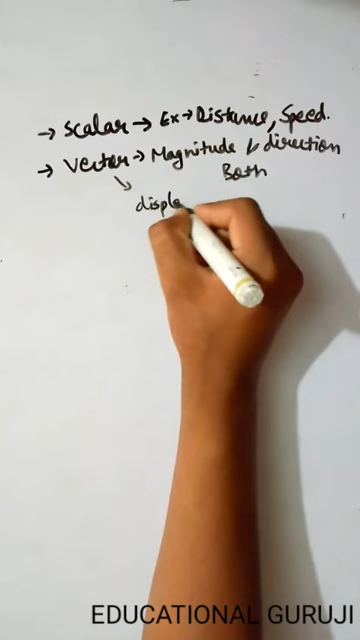 → Scalar → Ex → Distance, Speed.
→ Vector → Magnitude & direction
Both
displa
EDUCATIONAL GURUJI